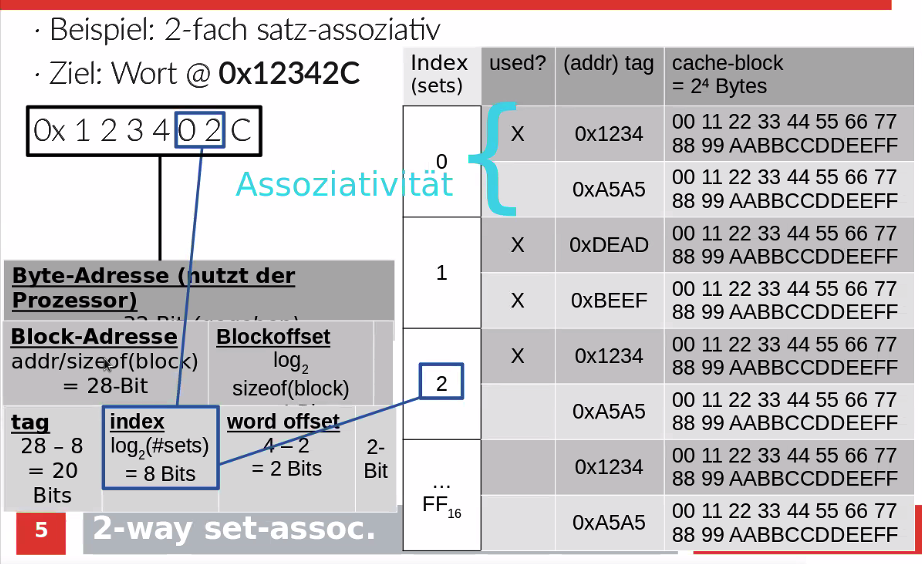 · Beispiel: 2-fach satz-assoziativ
· Ziel: Wort @ 0x12342C
0x 1 2 3 4 0 2 C
Assoziativität
Byte-Adresse (nutzt der
Prozessor)
Block-Adresse
addr/sizeof(block)
= 28-Bit
Blockoffset
log2
sizeof(block)
tag
28 – 8
= 20
Bits
index
log2(#sets)
= 8 Bits
word offset
4 – 2
= 2 Bits
2-
Bit
5
2-way set-assoc.
Index
(sets)
used?
(addr) tag
cache-block
= 2⁴ Bytes
0
X
0x1234
00 11 22 33 44 55 66 77
88 99 AABBCCDDEEFF
0xA5A5
00 11 22 33 44 55 66 77
88 99 AABBCCDDEEFF
1
X
0xDEAD
00 11 22 33 44 55 66 77
88 99 AABBCCDDEEFF
X
0xBEEF
00 11 22 33 44 55 66 77
88 99 AABBCCDDEEFF
2
X
0x1234
00 11 22 33 44 55 66 77
88 99 AABBCCDDEEFF
0xA5A5
00 11 22 33 44 55 66 77
88 99 AABBCCDDEEFF
...
FF16
0x1234
00 11 22 33 44 55 66 77
88 99 AABBCCDDEEFF
0xA5A5
00 11 22 33 44 55 66 77
88 99 AABBCCDDEEFF